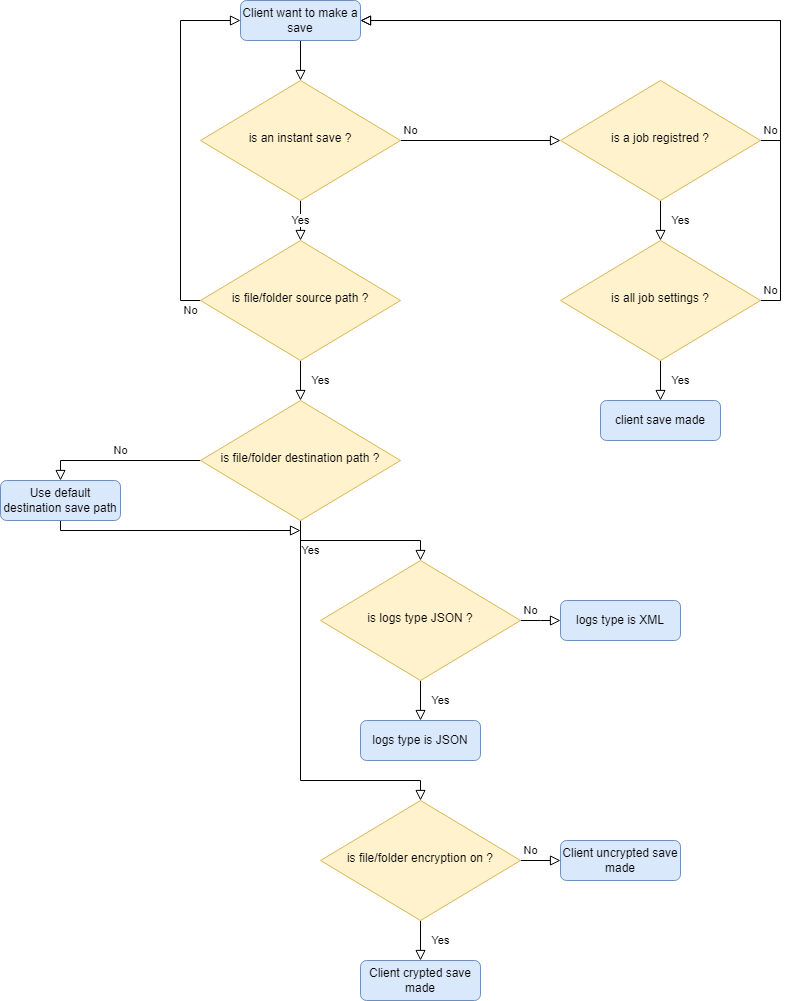 Client want to make a
save
is an instant save ?
No
is a job registred ?
No
Yes
Yes
is file/folder source path ?
No
is all job settings ?
No
Yes
Yes
is file/folder destination path ?
No
client save made
Use default
destination save path
Yes
is logs type JSON ?
No
logs type is XML
Yes
logs type is JSON
is file/folder encryption on ?
No
Client uncrypted save
made
Yes
Client crypted save
made